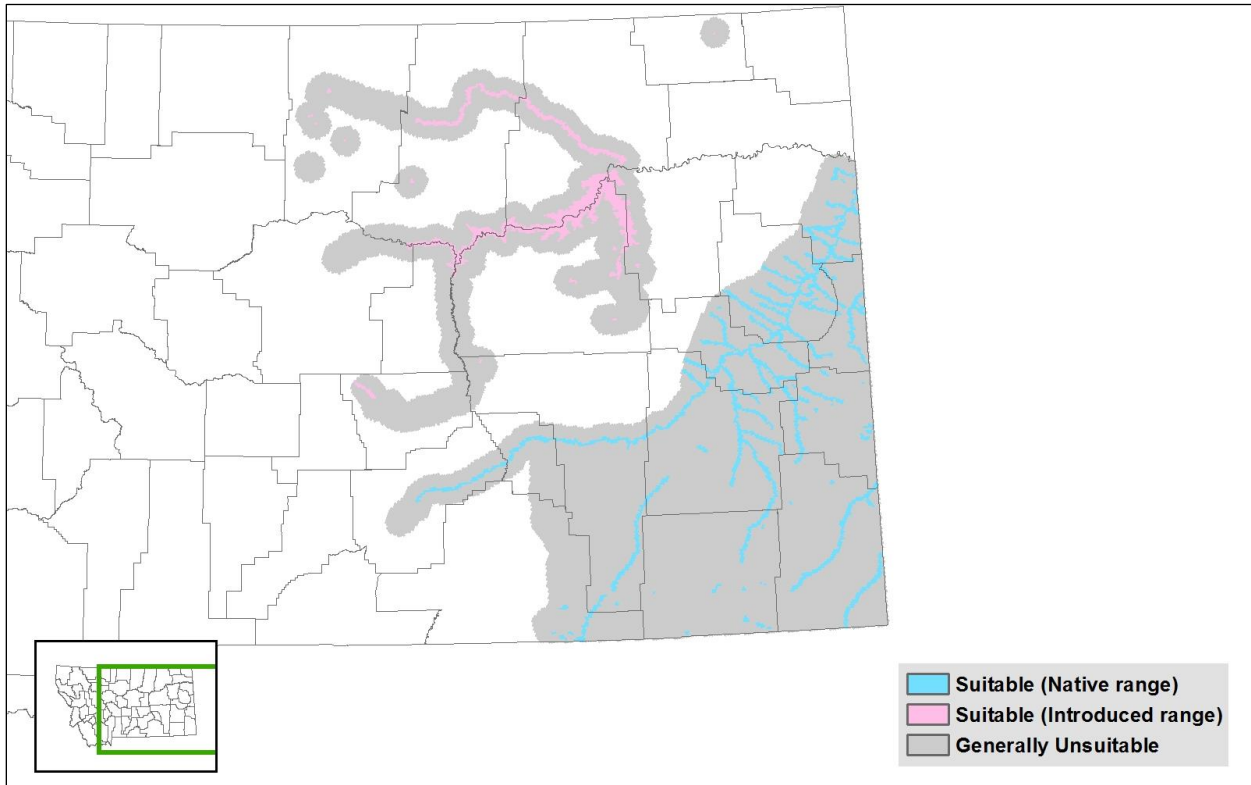 Suitable (Native range)
Suitable (Introduced range)
Generally Unsuitable